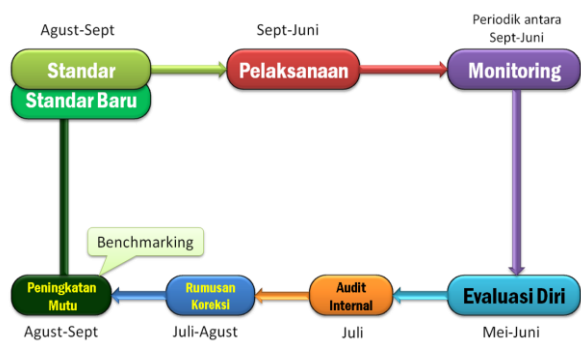 Agust-Sept
Sept-Juni
Periodik antara
Sept-Juni
Standar
Pelaksanaan
Monitoring
Standar Baru
Benchmarking
Peningkatan
Mutu
Rumusan
Koreksi
Audit
Internal
Evaluasi Diri
Agust-Sept
Juli-Agust
Juli
Mei-Juni